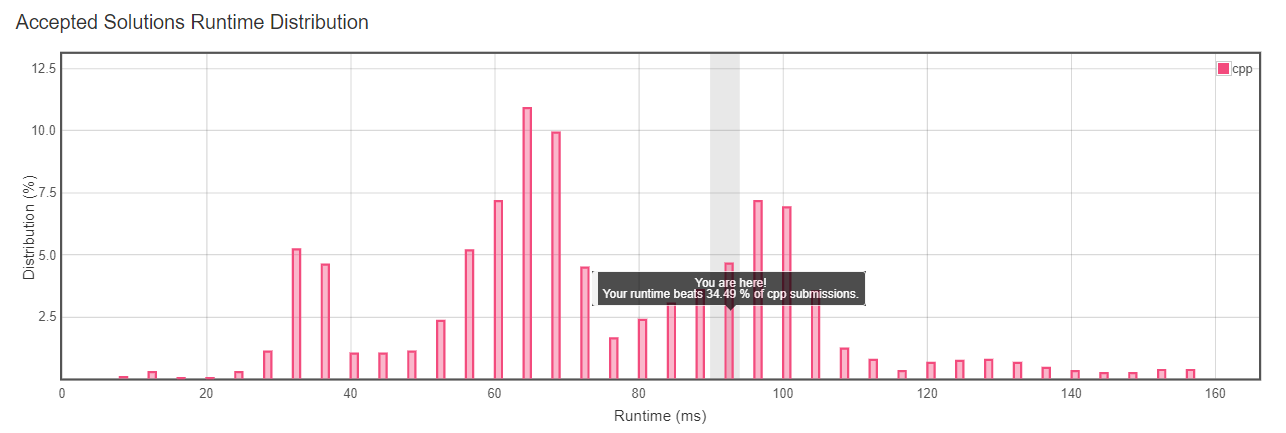 Accepted Solutions Runtime Distribution
12.5
10.0
7.5
5.0
2.5
Distribution (%)
cpp
You are here!
Your runtime beats 34.49 % of cpp submissions.
0 20 40 60 80 100 120 140 160
Runtime (ms)